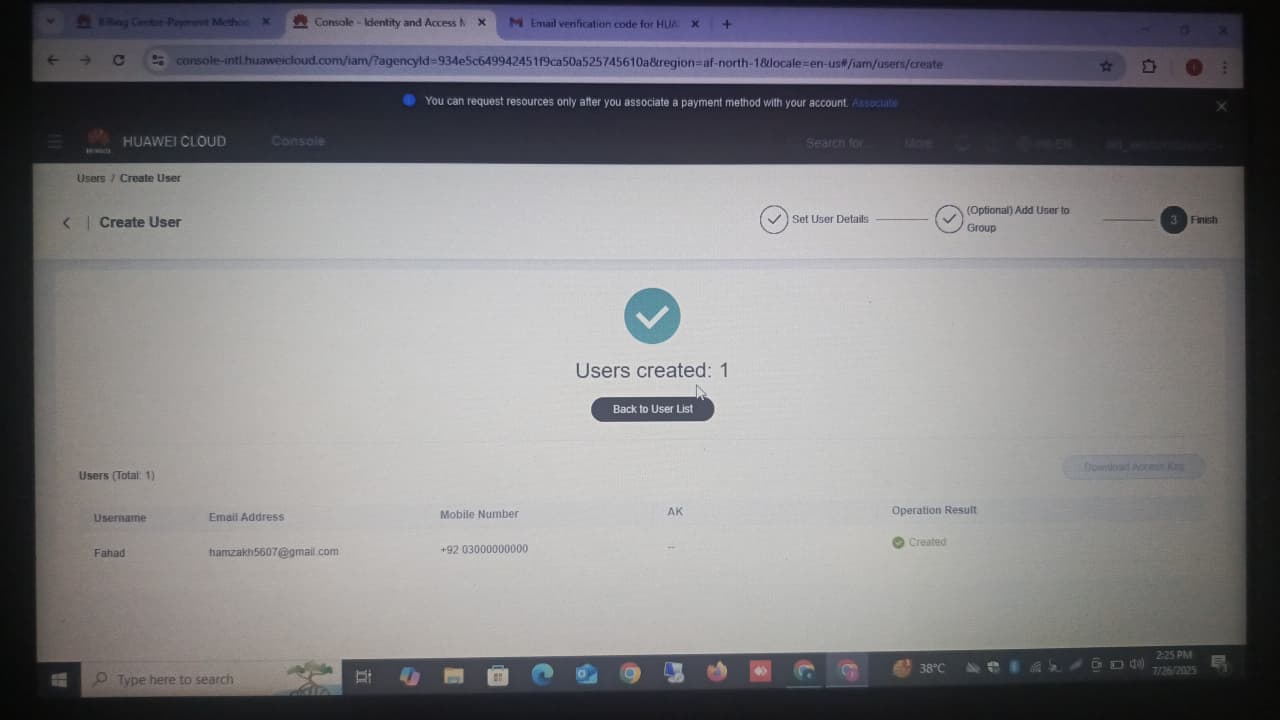 Billing Center-Payment Method
Console - Identity and Access M
Email verification code for HUA
console-intl.huaweicloud.com/iam/?agencyId=934e5c649942451f9ca50a525745610a&region=af-north-1&locale=en-us#/iam/users/create
You can request resources only after you associate a payment method with your account. Associate
HUAWEI
HUAWEI CLOUD
Console
Search for...
More
Users / Create User
Create User
Set User Details
(Optional) Add User to
Group
3
Finish
Users created: 1
Back to User List
Users (Total: 1)
Download Access Key
Username
Email Address
Mobile Number
AK
Operation Result
Fahad
hamzakh5607@gmail.com
+92 03000000000
--
Created
Type here to search
38°C
2:25 PM
7/26/2025